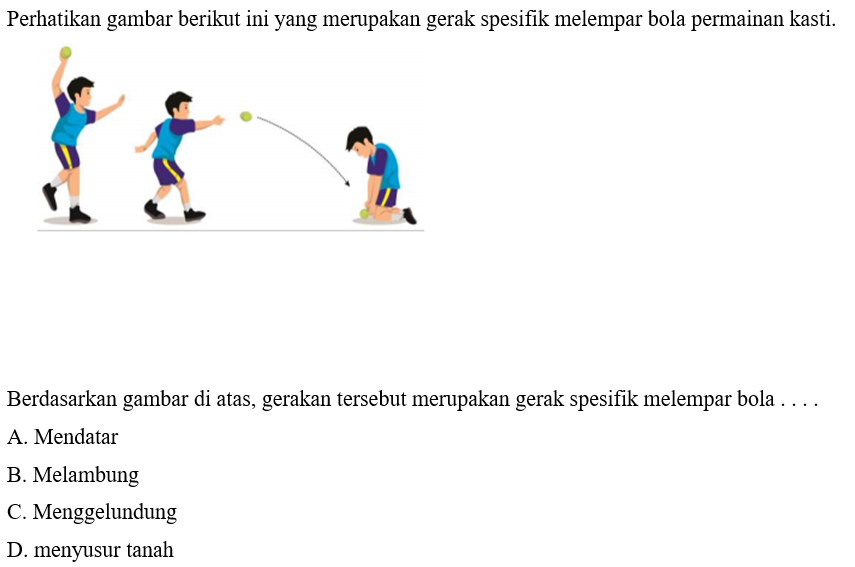 Perhatikan gambar berikut ini yang merupakan gerak spesifik melempar bola permainan kasti.
Berdasarkan gambar di atas, gerakan tersebut merupakan gerak spesifik melempar bola . . . .
A. Mendatar
B. Melambung
C. Menggelundung
D. menyusur tanah